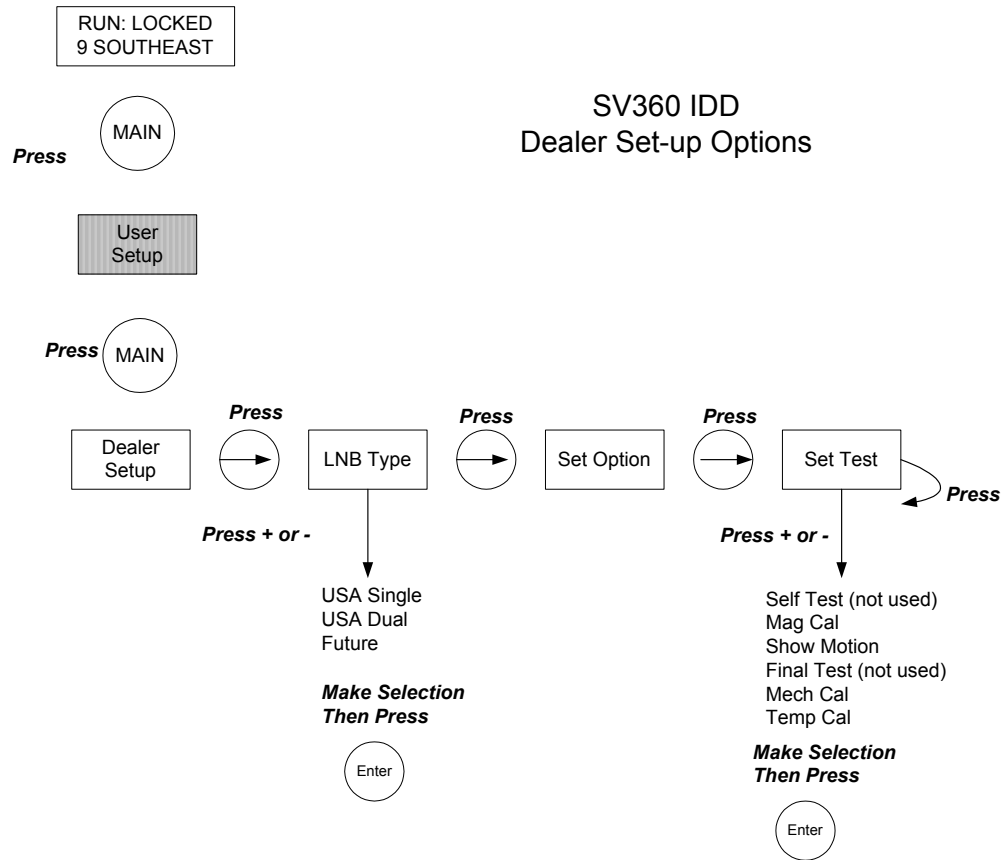 RUN: LOCKED
9 SOUTHEAST
SV360 IDD
Dealer Set-up Options
MAIN
Press
User
Setup
Press
MAIN
Dealer
Setup
Press
LNB Type
Press
Set Option
Press
Set Test
Press
Press + or -
USA Single
USA Dual
Future
Make Selection
Then Press
Enter
Press + or -
Self Test (not used)
Mag Cal
Show Motion
Final Test (not used)
Mech Cal
Temp Cal
Make Selection
Then Press
Enter